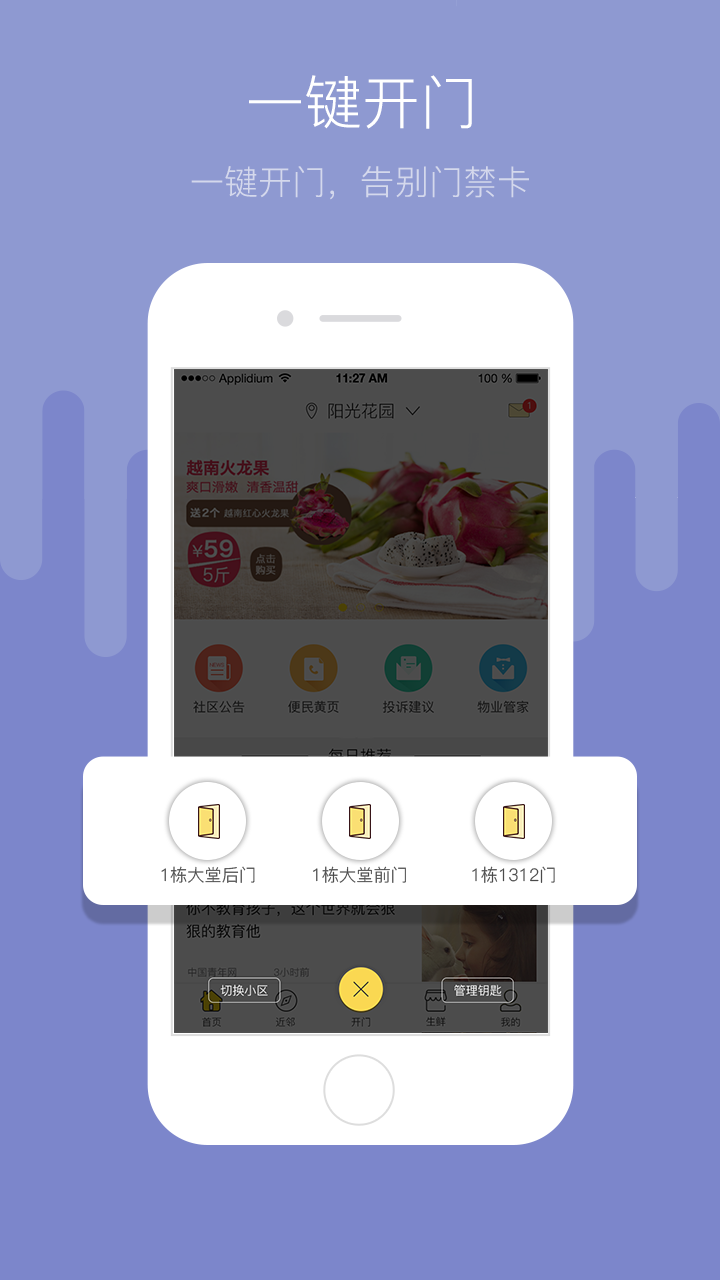 一键开门
一键开门，告别门禁卡
Applidium
11:27 AM
100 %
阳光花园
1
越南火龙果
爽口滑嫩 清香温甜
送2个 越南红心火龙果
¥59
5斤
点击
购买
NEWS
社区公告
便民黄页
投诉建议
物业管家
每日推荐
1栋大堂后门
1栋大堂前门
1栋1312门
你不教育孩子，这个世界就会狠
狠的教育他
中国青年网
3小时前
切换小区
管理钥匙
首页
近邻
开门
生鲜
我的